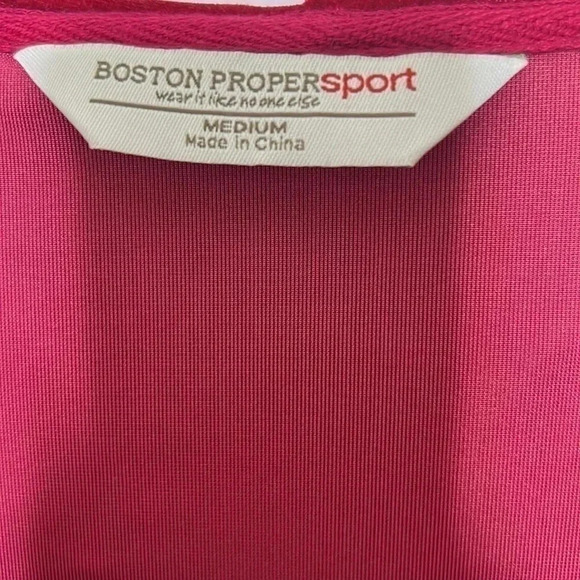 BOSTON PROPERsport
wear it like no one else
MEDIUM
Made in China